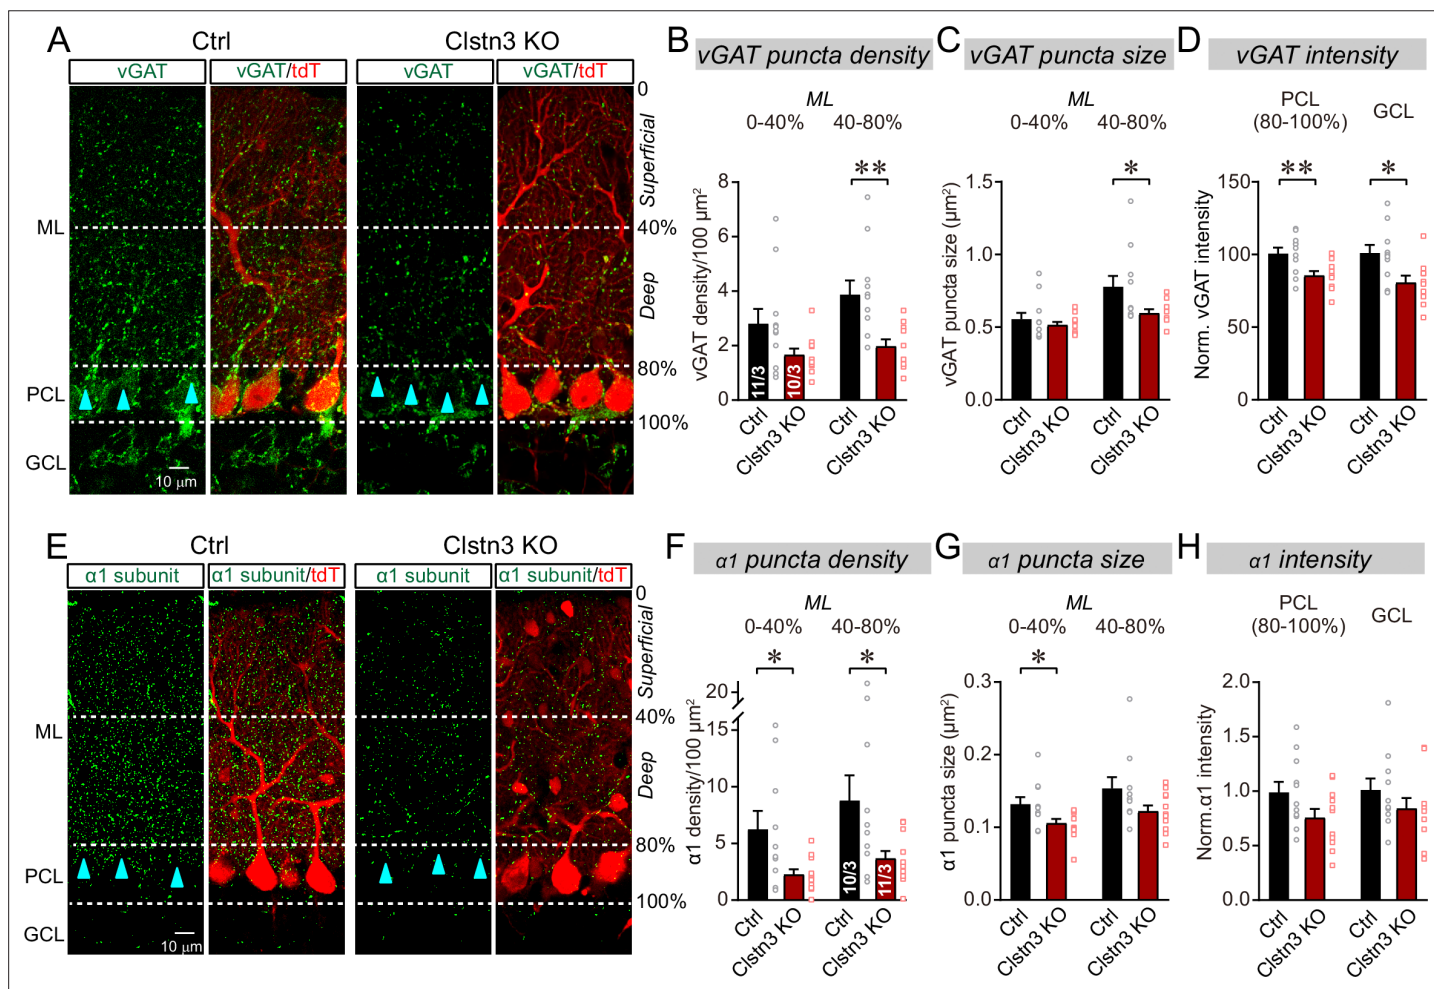 A
Ctrl
Clstn3 KO
vGAT
vGAT/tdT
vGAT
vGAT/tdT
0
Superficial
40%
Deep
80%
100%
ML
PCL
GCL
10 μm
B
vGAT puncta density
ML
0-40%
40-80%
**
vGAT density/100 μm²
8
6
4
2
0
11/3
10/3
Ctrl
Clstn3 KO
Ctrl
Clstn3 KO
C
vGAT puncta size
ML
0-40%
40-80%
*
vGAT puncta size (μm²)
1.5
1.0
0.5
0.0
Ctrl
Clstn3 KO
Ctrl
Clstn3 KO
D
vGAT intensity
PCL
(80-100%)
GCL
**
*
Norm. vGAT intensity
150
100
50
0
Ctrl
Clstn3 KO
Ctrl
Clstn3 KO
E
Ctrl
Clstn3 KO
α1 subunit
α1 subunit/tdT
α1 subunit
α1 subunit/tdT
0
Superficial
40%
Deep
80%
100%
ML
PCL
GCL
10 μm
F
α1 puncta density
ML
0-40%
40-80%
*
*
α1 density/100 μm²
20
15
10
5
0
10/3
11/3
Ctrl
Clstn3 KO
Ctrl
Clstn3 KO
G
α1 puncta size
ML
0-40%
40-80%
*
α1 puncta size (μm²)
0.3
0.2
0.1
0.0
Ctrl
Clstn3 KO
Ctrl
Clstn3 KO
H
α1 intensity
PCL
(80-100%)
GCL
Norm.α1 intensity
2.0
1.5
1.0
0.5
0.0
Ctrl
Clstn3 KO
Ctrl
Clstn3 KO